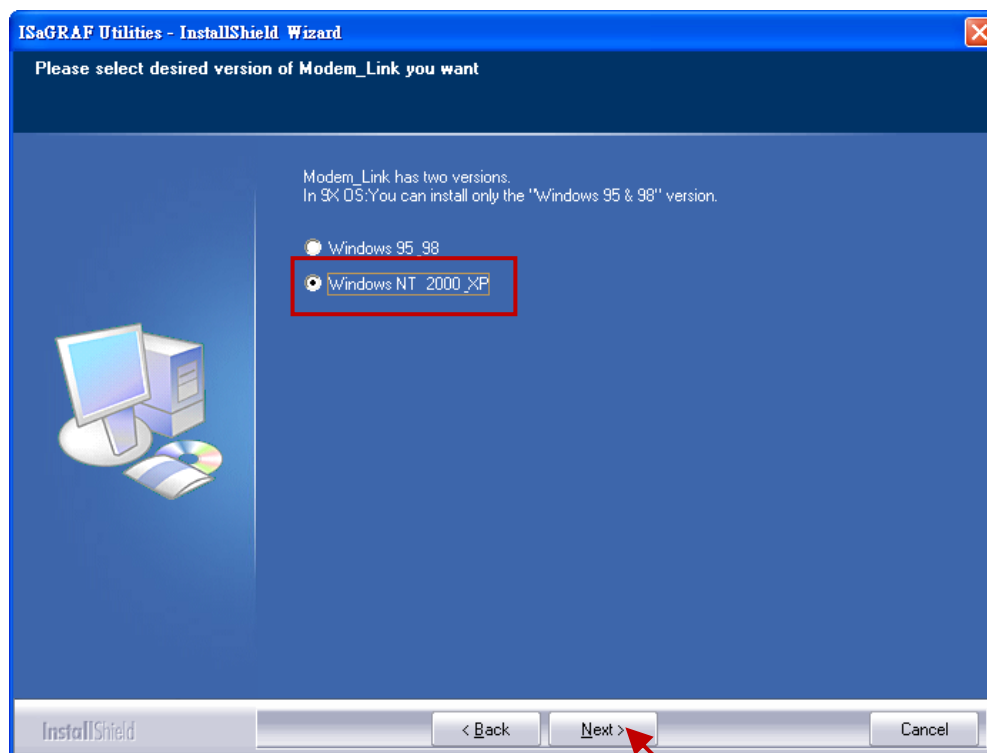 ISaGRAF Utilities - InstallShield Wizard
Please select desired version of Modem_Link you want
Modem_Link has two versions.
In 9X OS:You can install only the "Windows 95 & 98" version.
Windows 95_98
Windows NT_2000_XP
InstallShield
< Back
Next >
Cancel